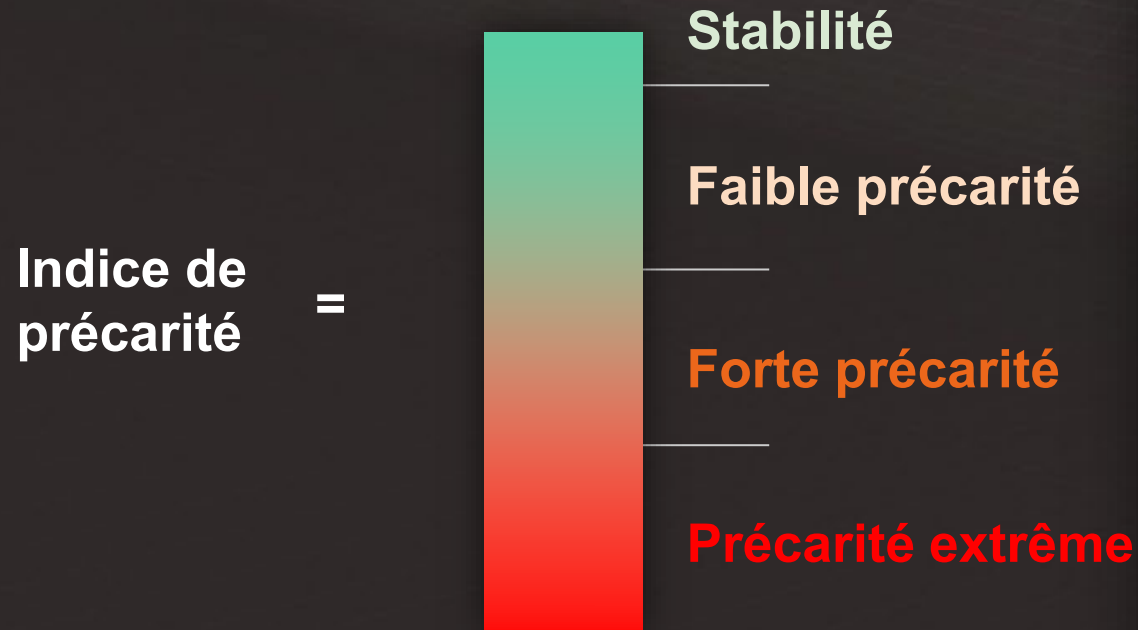 Indice de
précarité
=
Stabilité
Faible précarité
Forte précarité
Précarité extrême